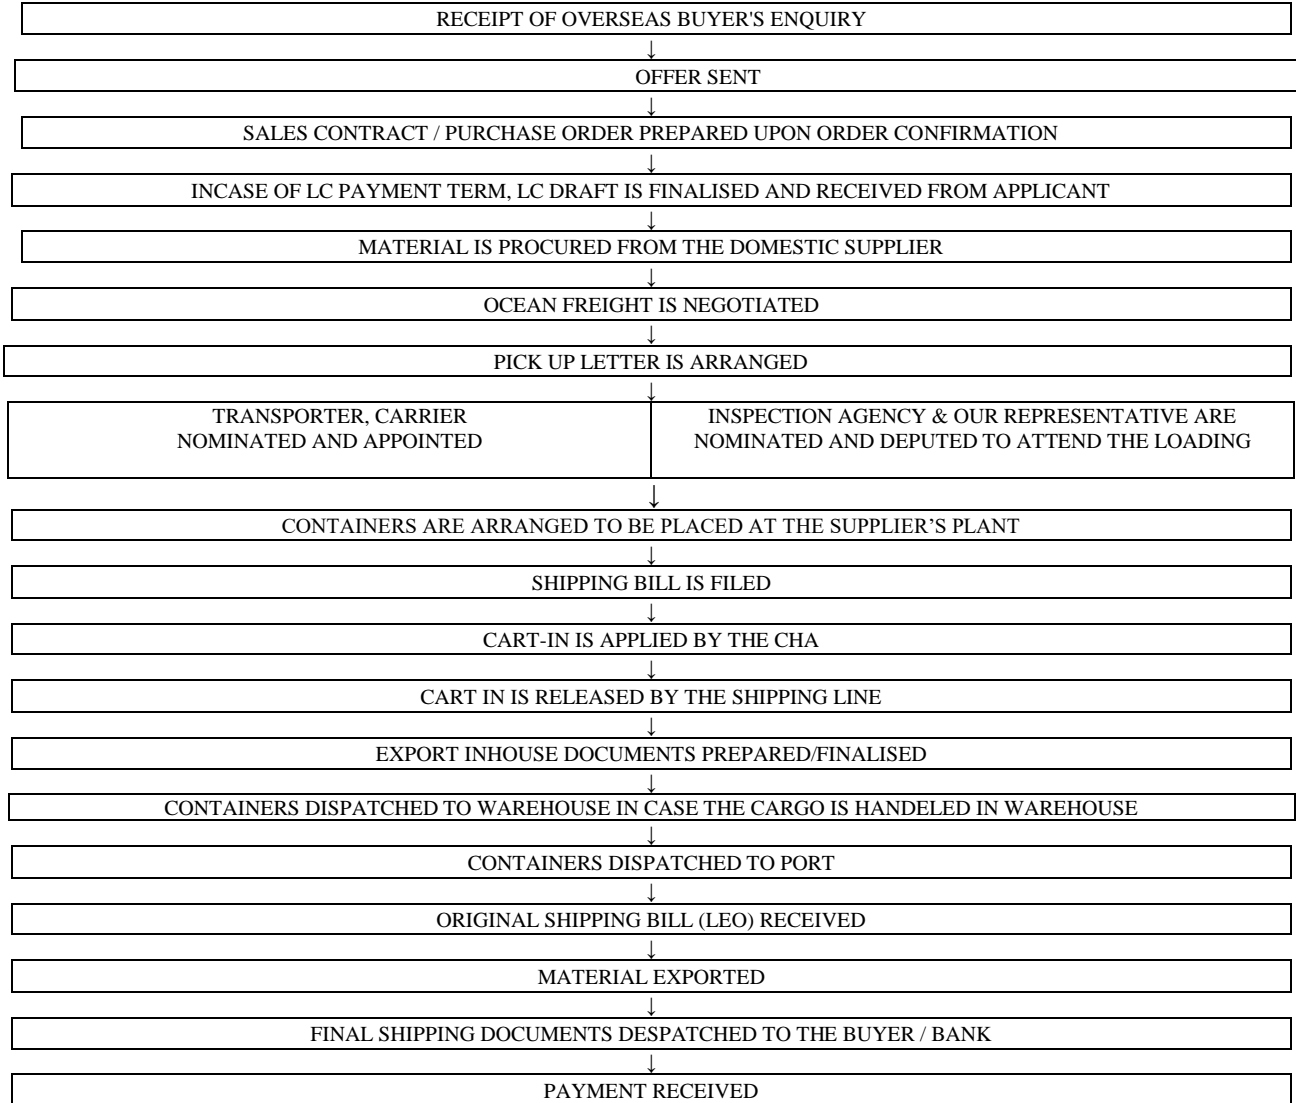 RECEIPT OF OVERSEAS BUYER'S ENQUIRY
↓
OFFER SENT
↓
SALES CONTRACT / PURCHASE ORDER PREPARED UPON ORDER CONFIRMATION
↓
INCASE OF LC PAYMENT TERM, LC DRAFT IS FINALISED AND RECEIVED FROM APPLICANT
↓
MATERIAL IS PROCURED FROM THE DOMESTIC SUPPLIER
↓
OCEAN FREIGHT IS NEGOTIATED
↓
PICK UP LETTER IS ARRANGED
↓
TRANSPORTER, CARRIER
NOMINATED AND APPOINTED
INSPECTION AGENCY & OUR REPRESENTATIVE ARE
NOMINATED AND DEPUTED TO ATTEND THE LOADING
↓
CONTAINERS ARE ARRANGED TO BE PLACED AT THE SUPPLIER’S PLANT
↓
SHIPPING BILL IS FILED
↓
CART-IN IS APPLIED BY THE CHA
↓
CART IN IS RELEASED BY THE SHIPPING LINE
↓
EXPORT INHOUSE DOCUMENTS PREPARED/FINALISED
↓
CONTAINERS DISPATCHED TO WAREHOUSE IN CASE THE CARGO IS HANDELED IN WAREHOUSE
↓
CONTAINERS DISPATCHED TO PORT
↓
ORIGINAL SHIPPING BILL (LEO) RECEIVED
↓
MATERIAL EXPORTED
↓
FINAL SHIPPING DOCUMENTS DESPATCHED TO THE BUYER / BANK
↓
PAYMENT RECEIVED